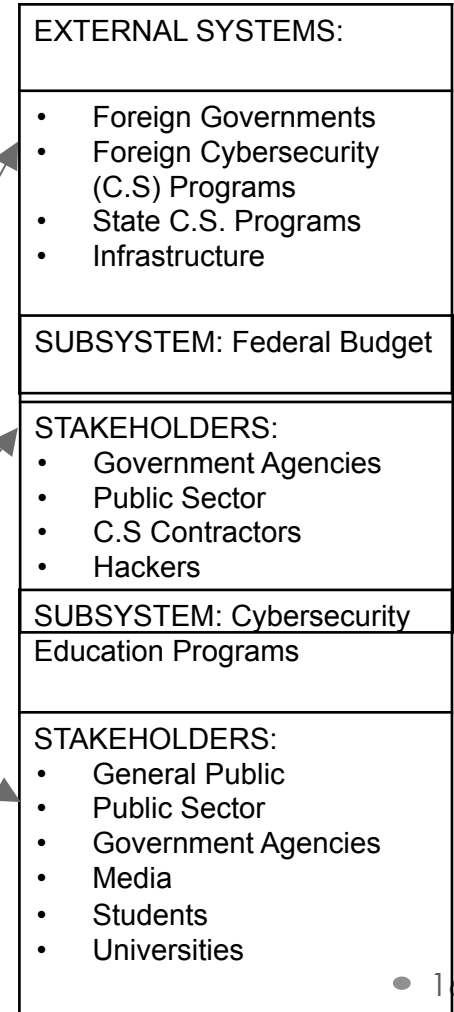 EXTERNAL SYSTEMS:
• Foreign Governments
• Foreign Cybersecurity
(C.S) Programs
• State C.S. Programs
• Infrastructure
SUBSYSTEM: Federal Budget
STAKEHOLDERS:
• Government Agencies
• Public Sector
• C.S Contractors
• Hackers
SUBSYSTEM: Cybersecurity
Education Programs
STAKEHOLDERS:
• General Public
• Public Sector
• Government Agencies
• Media
• Students
• Universities